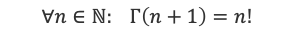 ∀n ∈ ℕ: Γ(n + 1) = n!